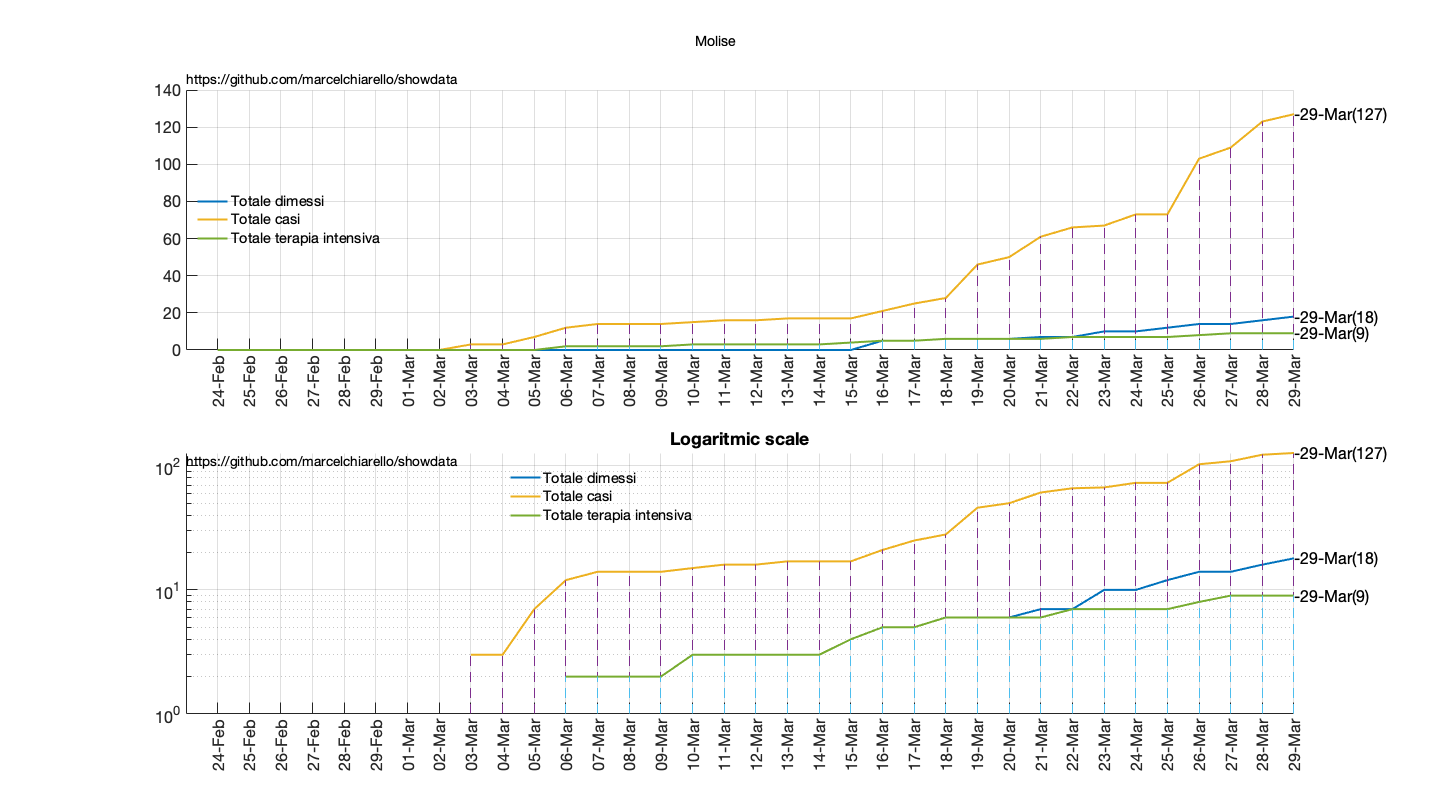 Molise
https://github.com/marcelchiarello/showdata
140
120
100
80
60
40
20
0
Totale dimessi
Totale casi
Totale terapia intensiva
-29-Mar(127)
-29-Mar(18)
-29-Mar(9)
24-Feb
25-Feb
26-Feb
27-Feb
28-Feb
29-Feb
01-Mar
02-Mar
03-Mar
04-Mar
05-Mar
06-Mar
07-Mar
08-Mar
09-Mar
10-Mar
11-Mar
12-Mar
13-Mar
14-Mar
15-Mar
16-Mar
17-Mar
18-Mar
19-Mar
20-Mar
21-Mar
22-Mar
23-Mar
24-Mar
25-Mar
26-Mar
27-Mar
28-Mar
29-Mar
Logaritmic scale
https://github.com/marcelchiarello/showdata
10^2
10^1
10^0
Totale dimessi
Totale casi
Totale terapia intensiva
-29-Mar(127)
-29-Mar(18)
-29-Mar(9)
24-Feb
25-Feb
26-Feb
27-Feb
28-Feb
29-Feb
01-Mar
02-Mar
03-Mar
04-Mar
05-Mar
06-Mar
07-Mar
08-Mar
09-Mar
10-Mar
11-Mar
12-Mar
13-Mar
14-Mar
15-Mar
16-Mar
17-Mar
18-Mar
19-Mar
20-Mar
21-Mar
22-Mar
23-Mar
24-Mar
25-Mar
26-Mar
27-Mar
28-Mar
29-Mar